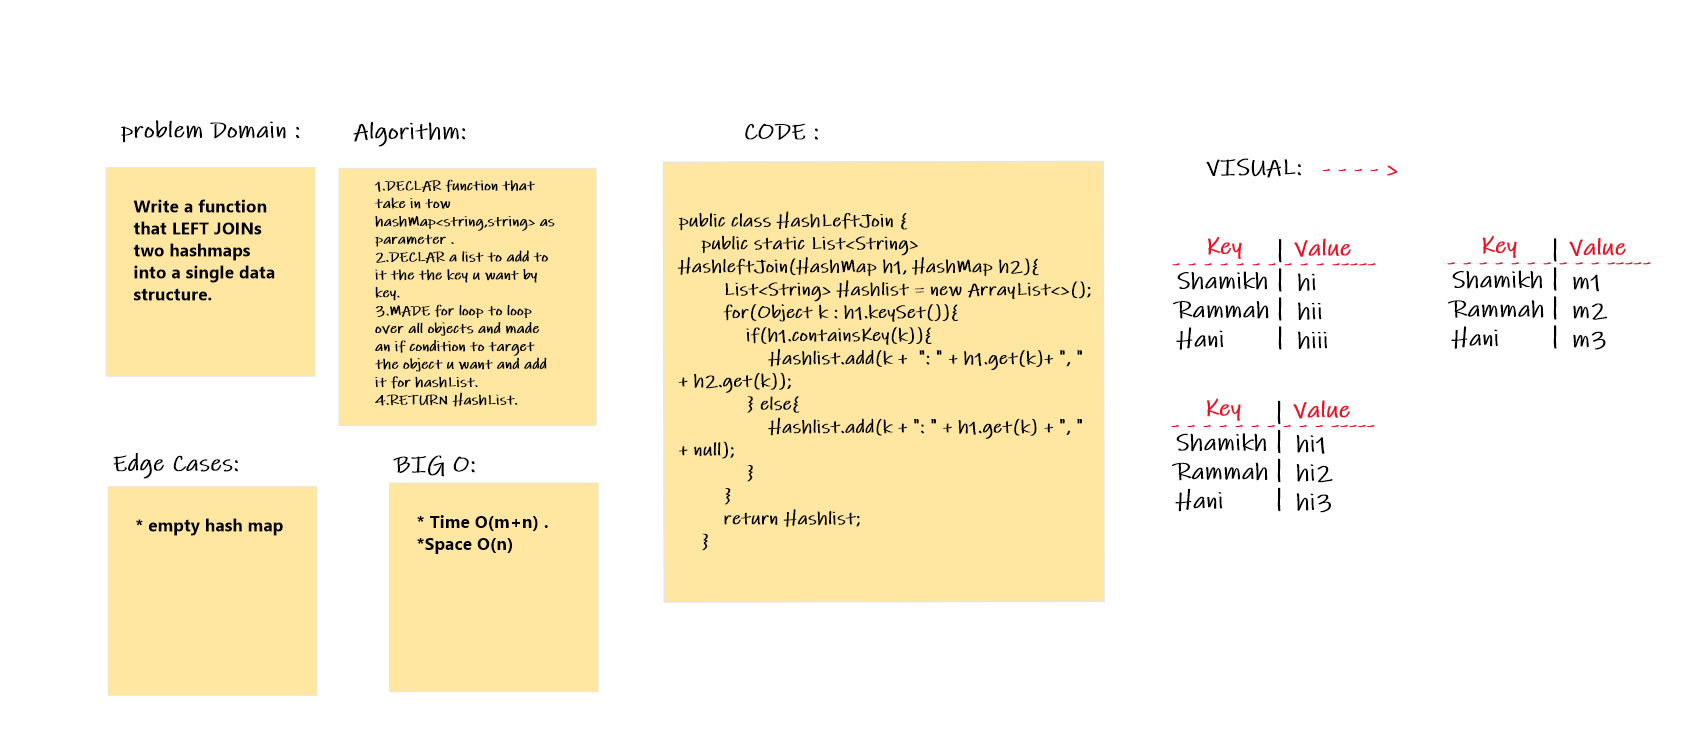 problem Domain :
Write a function
that LEFT JOINs
two hashmaps
into a single data
structure.
Algorithm:
1.DECLAR function that
take in tow
hashMap<string,string> as
parameter .
2.DECLAR a list to add to
it the the key u want by
key.
3.MADE for loop to loop
over all objects and made
an if condition to target
the object u want and add
it for hashList.
4.RETURN HashList.
Edge Cases:
* empty hash map
BIG O:
* Time O(m+n) .
*Space O(n)
CODE :
public class HashLeftJoin {
public static List<String>
HashleftJoin(HashMap h1, HashMap h2){
List<String> Hashlist = new ArrayList<>();
for(Object k : h1.keySet()){
if(h1.containsKey(k)){
Hashlist.add(k + ": " + h1.get(k)+ ", "
+ h2.get(k));
} else{
Hashlist.add(k + ": " + h1.get(k) + ", "
+ null);
}
}
return Hashlist;
}
VISUAL: ----->
Key | Value
Shamikh | hi
Rammah | hii
Hani | hiii
Key | Value
Shamikh | m1
Rammah | m2
Hani | m3
Key | Value
Shamikh | hi1
Rammah | hi2
Hani | hi3